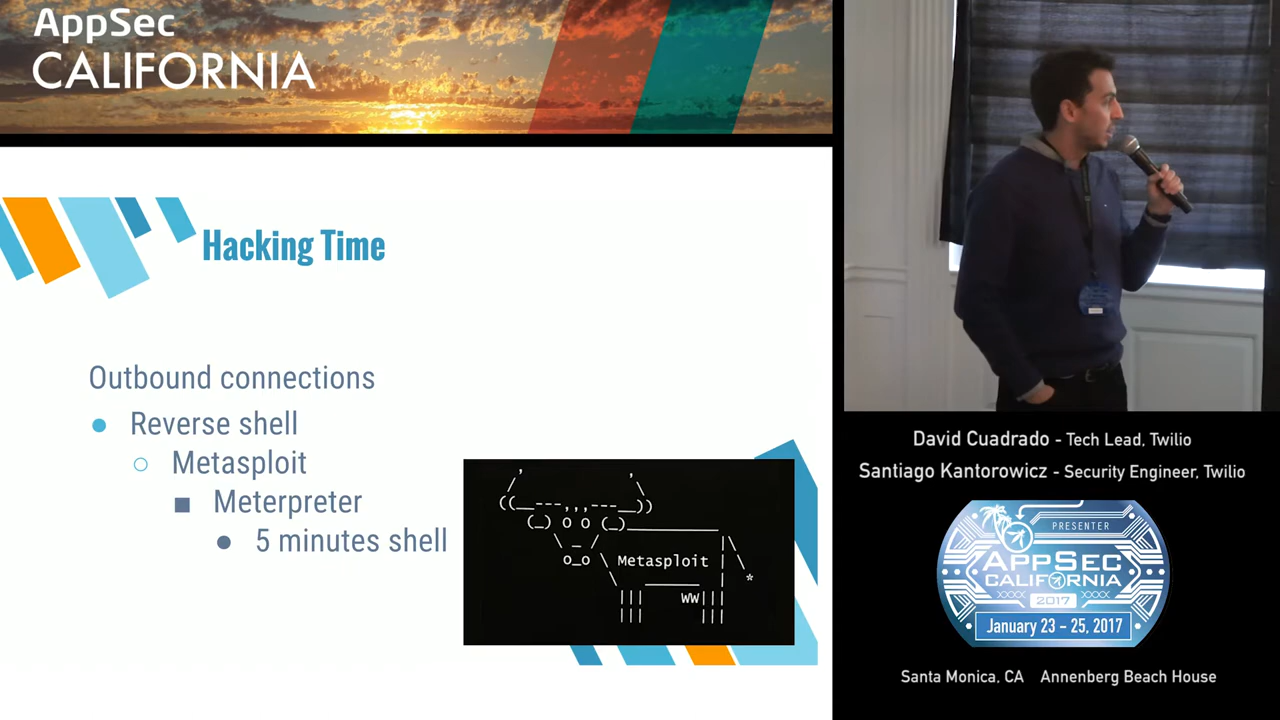 AppSec
CALIFORNIA
Hacking Time
Outbound connections
Reverse shell
Metasploit
Meterpreter
5 minutes shell
Metasploit
David Cuadrado - Tech Lead, Twilio
Santiago Kantorowicz - Security Engineer, Twilio
PRESENTER
APPSEC
CALIFORNIA
2017
January 23 - 25, 2017
Santa Monica, CA Annenberg Beach House